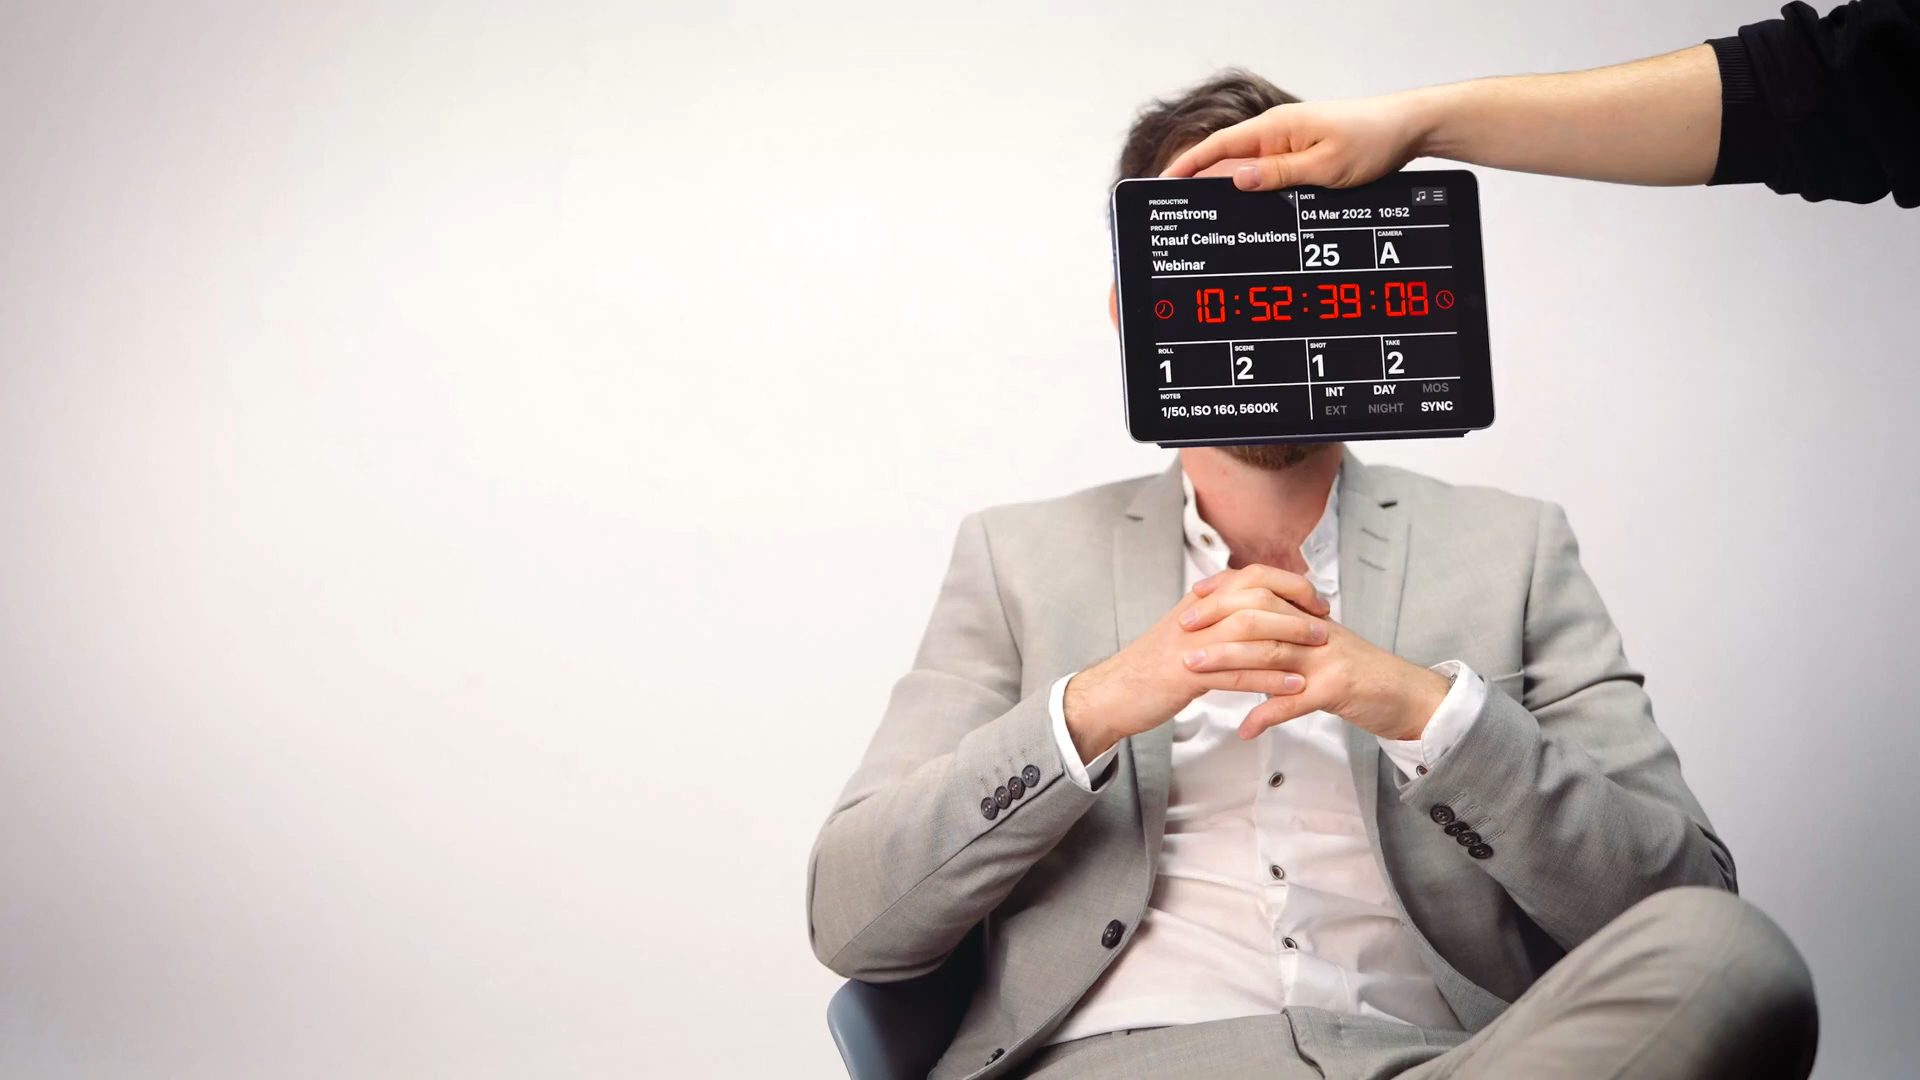 PRODUCTION
Armstrong
PROJECT
Knauf Ceiling Solutions
TITLE
Webinar
DATE
04 Mar 2022 10:52
FPS
25
CAMERA
A
10:52:39:08
ROLL
1
SCENE
2
SHOT
1
TAKE
2
NOTES
1/50, ISO 160, 5600K
INT DAY MOS
EXT NIGHT SYNC